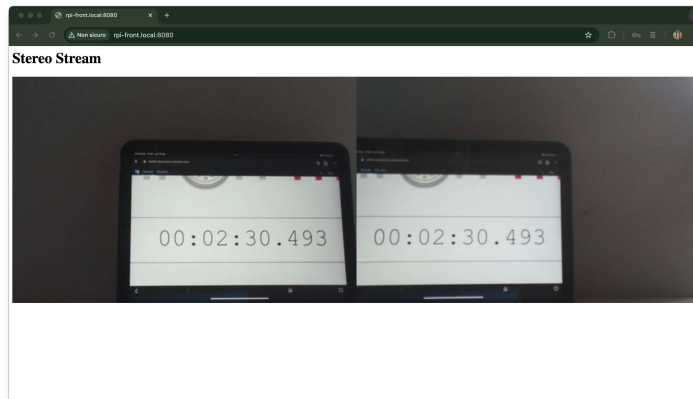 rpi-front.local:8080
Non sicuro rpi-front.local:8080
Stereo Stream
00:02:30.493
00:02:30.493